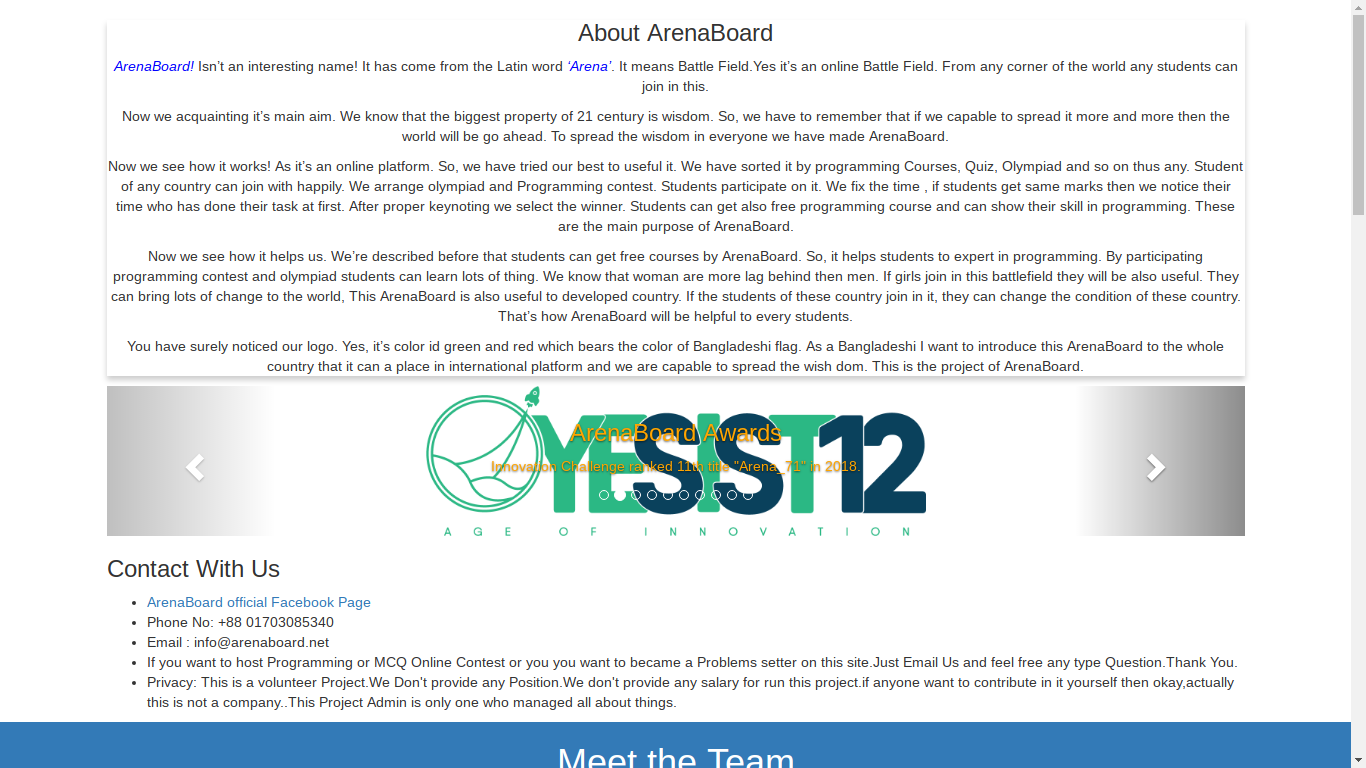 About ArenaBoard
ArenaBoard! Isn’t an interesting name! It has come from the Latin word ‘Arena’. It means Battle Field.Yes it’s an online Battle Field. From any corner of the world any students can
join in this.
Now we acquainting it’s main aim. We know that the biggest property of 21 century is wisdom. So, we have to remember that if we capable to spread it more and more then the
world will be go ahead. To spread the wisdom in everyone we have made ArenaBoard.
Now we see how it works! As it’s an online platform. So, we have tried our best to useful it. We have sorted it by programming Courses, Quiz, Olympiad and so on thus any. Student
of any country can join with happily. We arrange olympiad and Programming contest. Students participate on it. We fix the time , if students get same marks then we notice their
time who has done their task at first. After proper keynoting we select the winner. Students can get also free programming course and can show their skill in programming. These
are the main purpose of ArenaBoard.
Now we see how it helps us. We’re described before that students can get free courses by ArenaBoard. So, it helps students to expert in programming. By participating
programming contest and olympiad students can learn lots of thing. We know that woman are more lag behind then men. If girls join in this battlefield they will be also useful. They
can bring lots of change to the world, This ArenaBoard is also useful to developed country. If the students of these country join in it, they can change the condition of these country.
That’s how ArenaBoard will be helpful to every students.
You have surely noticed our logo. Yes, it’s color id green and red which bears the color of Bangladeshi flag. As a Bangladeshi I want to introduce this ArenaBoard to the whole
country that it can a place in international platform and we are capable to spread the wish dom. This is the project of ArenaBoard.
YESIST12
ArenaBoard Awards
Innovation Challenge ranked 11th title "Arena_71" in 2018.
AGE OF INNOVATION
Contact With Us
ArenaBoard official Facebook Page
Phone No: +88 01703085340
Email : info@arenaboard.net
If you want to host Programming or MCQ Online Contest or you you want to became a Problems setter on this site.Just Email Us and feel free any type Question.Thank You.
Privacy: This is a volunteer Project.We Don't provide any Position.We don't provide any salary for run this project.if anyone want to contribute in it yourself then okay,actually
this is not a company..This Project Admin is only one who managed all about things.
Meet the Team